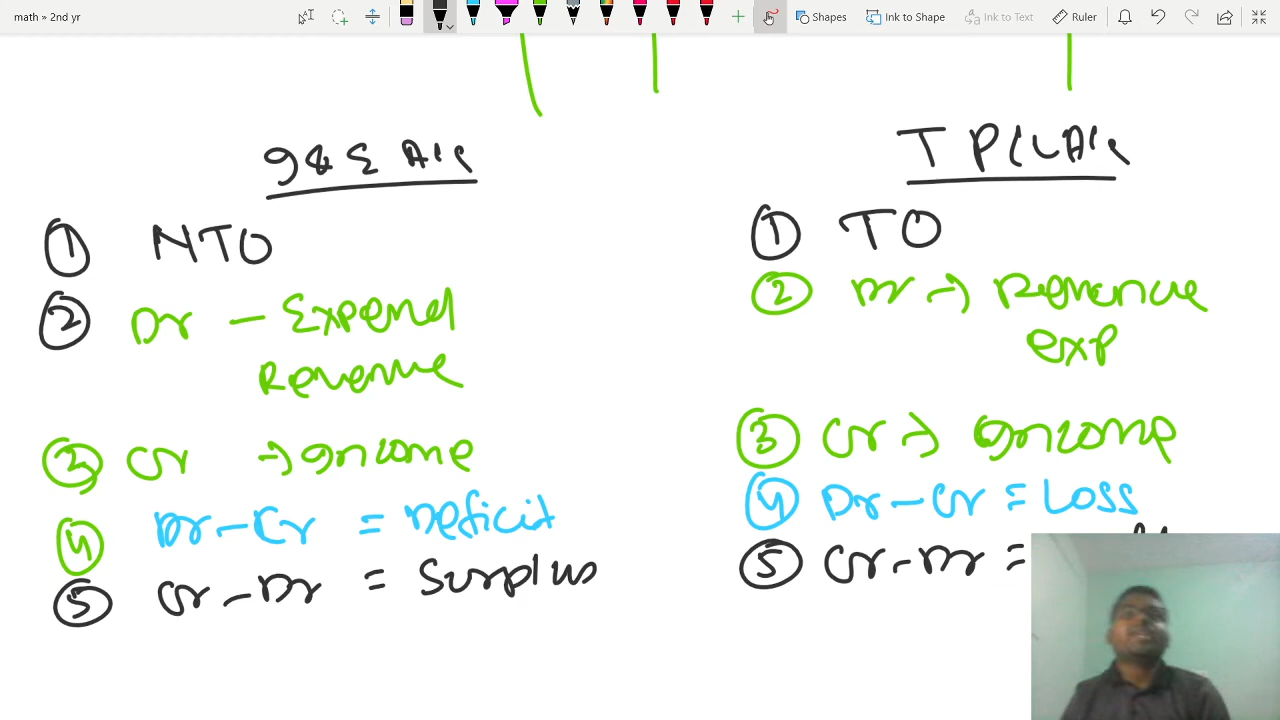 math » 2nd yr
Shapes
Ink to Shape
Ink to Text
Ruler
I & E A/c
① NTO
② Dr - Expend
Revenue
③ Cr → Income
④ Dr - Cr = Deficit
⑤ Cr - Dr = Surplus
T P(L A/c
① TO
② Dr → Revenue
exp
③ Cr → Income
④ Dr - Cr = Loss
⑤ Cr - Dr =